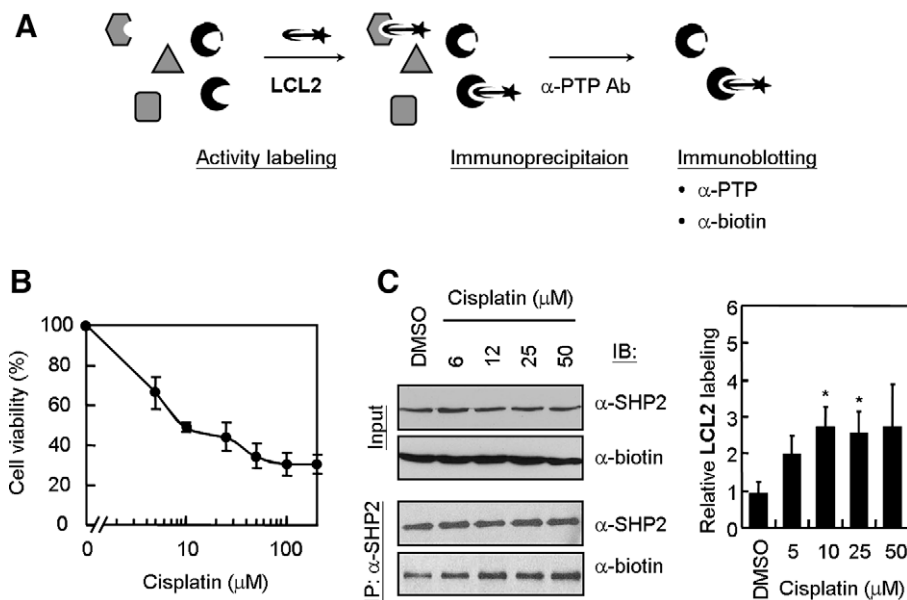 A
LCL2
α-PTP Ab
Activity labeling
Immunoprecipitaion
Immunoblotting
• α-PTP
• α-biotin
B
Cell viability (%)
100
80
60
40
20
0
0
10
100
Cisplatin (μM)
C
DMSO
Cisplatin (μM)
6
12
25
50
IB:
Input
α-SHP2
α-biotin
IP: α-SHP2
α-SHP2
α-biotin
Relative LCL2 labeling
6
5
4
3
2
1
0
*
*
DMSO
5
10
25
50
Cisplatin (μM)